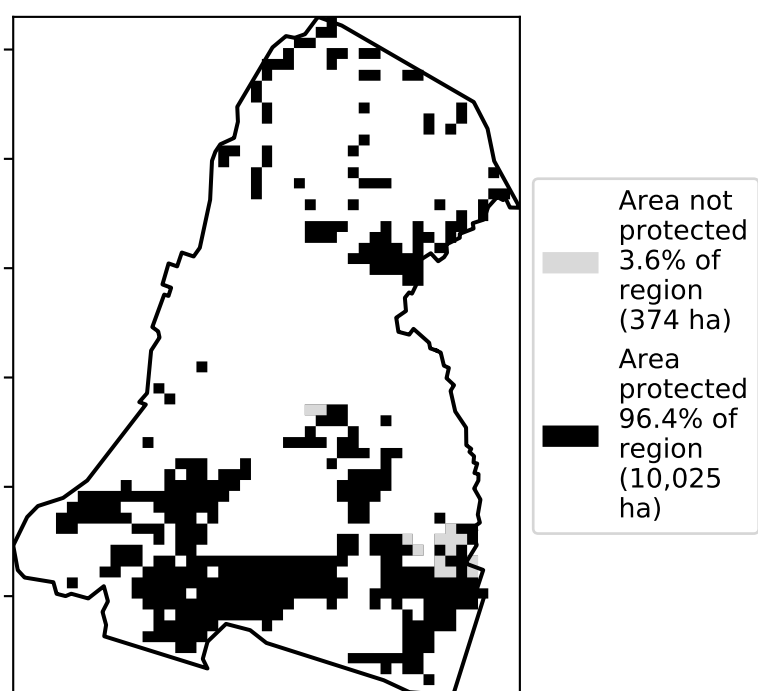 Area not
protected
3.6% of
region
(374 ha)
Area
protected
96.4% of
region
(10,025
ha)